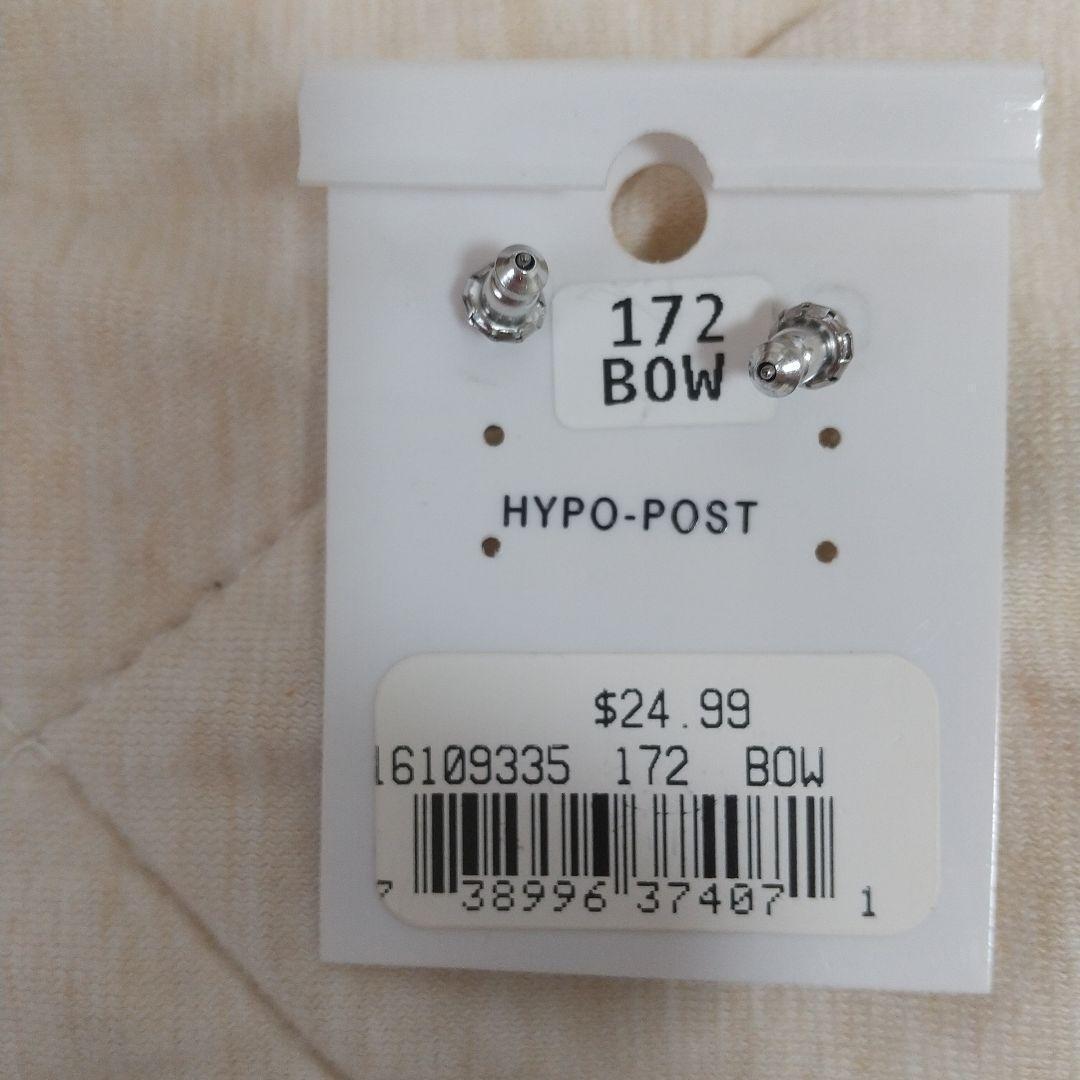 172
BOW
HYPO-POST
$24.99
16109335 172 BOW
7 38996 37407 1